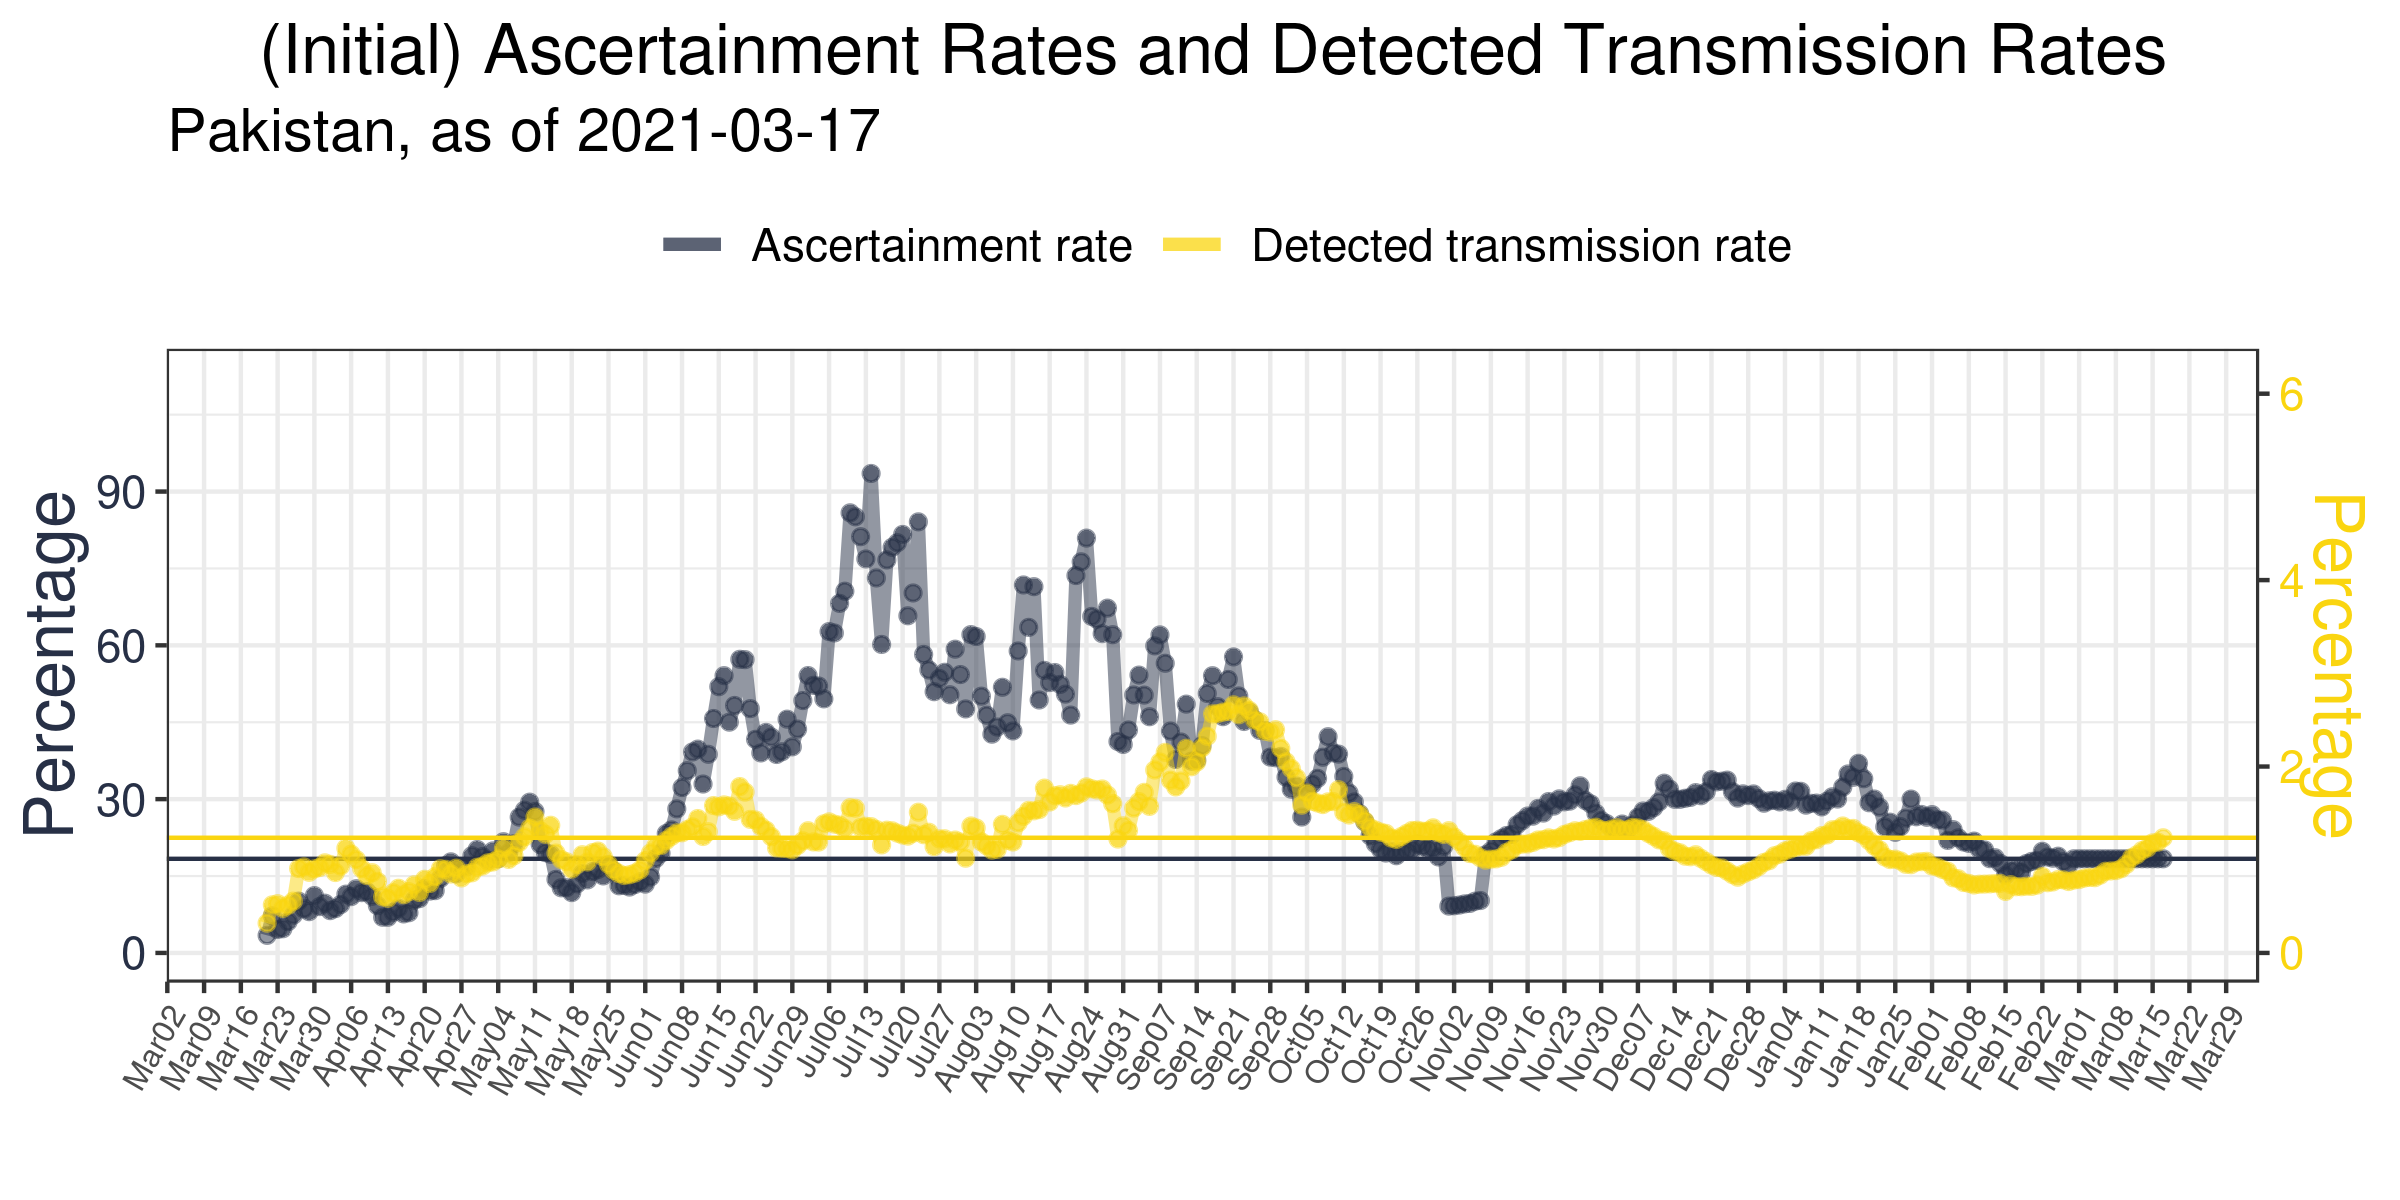 (Initial) Ascertainment Rates and Detected Transmission Rates
Pakistan, as of 2021-03-17
Ascertainment rate Detected transmission rate
Percentage
90
60
30
0
6
4
2
0
Percentage
Mar02 Mar09 Mar16 Mar23 Mar30 Apr06 Apr13 Apr20 Apr27 May04 May11 May18 May25 Jun01 Jun08 Jun15 Jun22 Jun29 Jul06 Jul13 Jul20 Jul27 Aug03 Aug10 Aug17 Aug24 Aug31 Sep07 Sep14 Sep21 Sep28 Oct05 Oct12 Oct19 Oct26 Nov02 Nov09 Nov16 Nov23 Nov30 Dec07 Dec14 Dec21 Dec28 Jan04 Jan11 Jan18 Jan25 Feb01 Feb08 Feb15 Feb22 Mar01 Mar08 Mar15 Mar22 Mar29